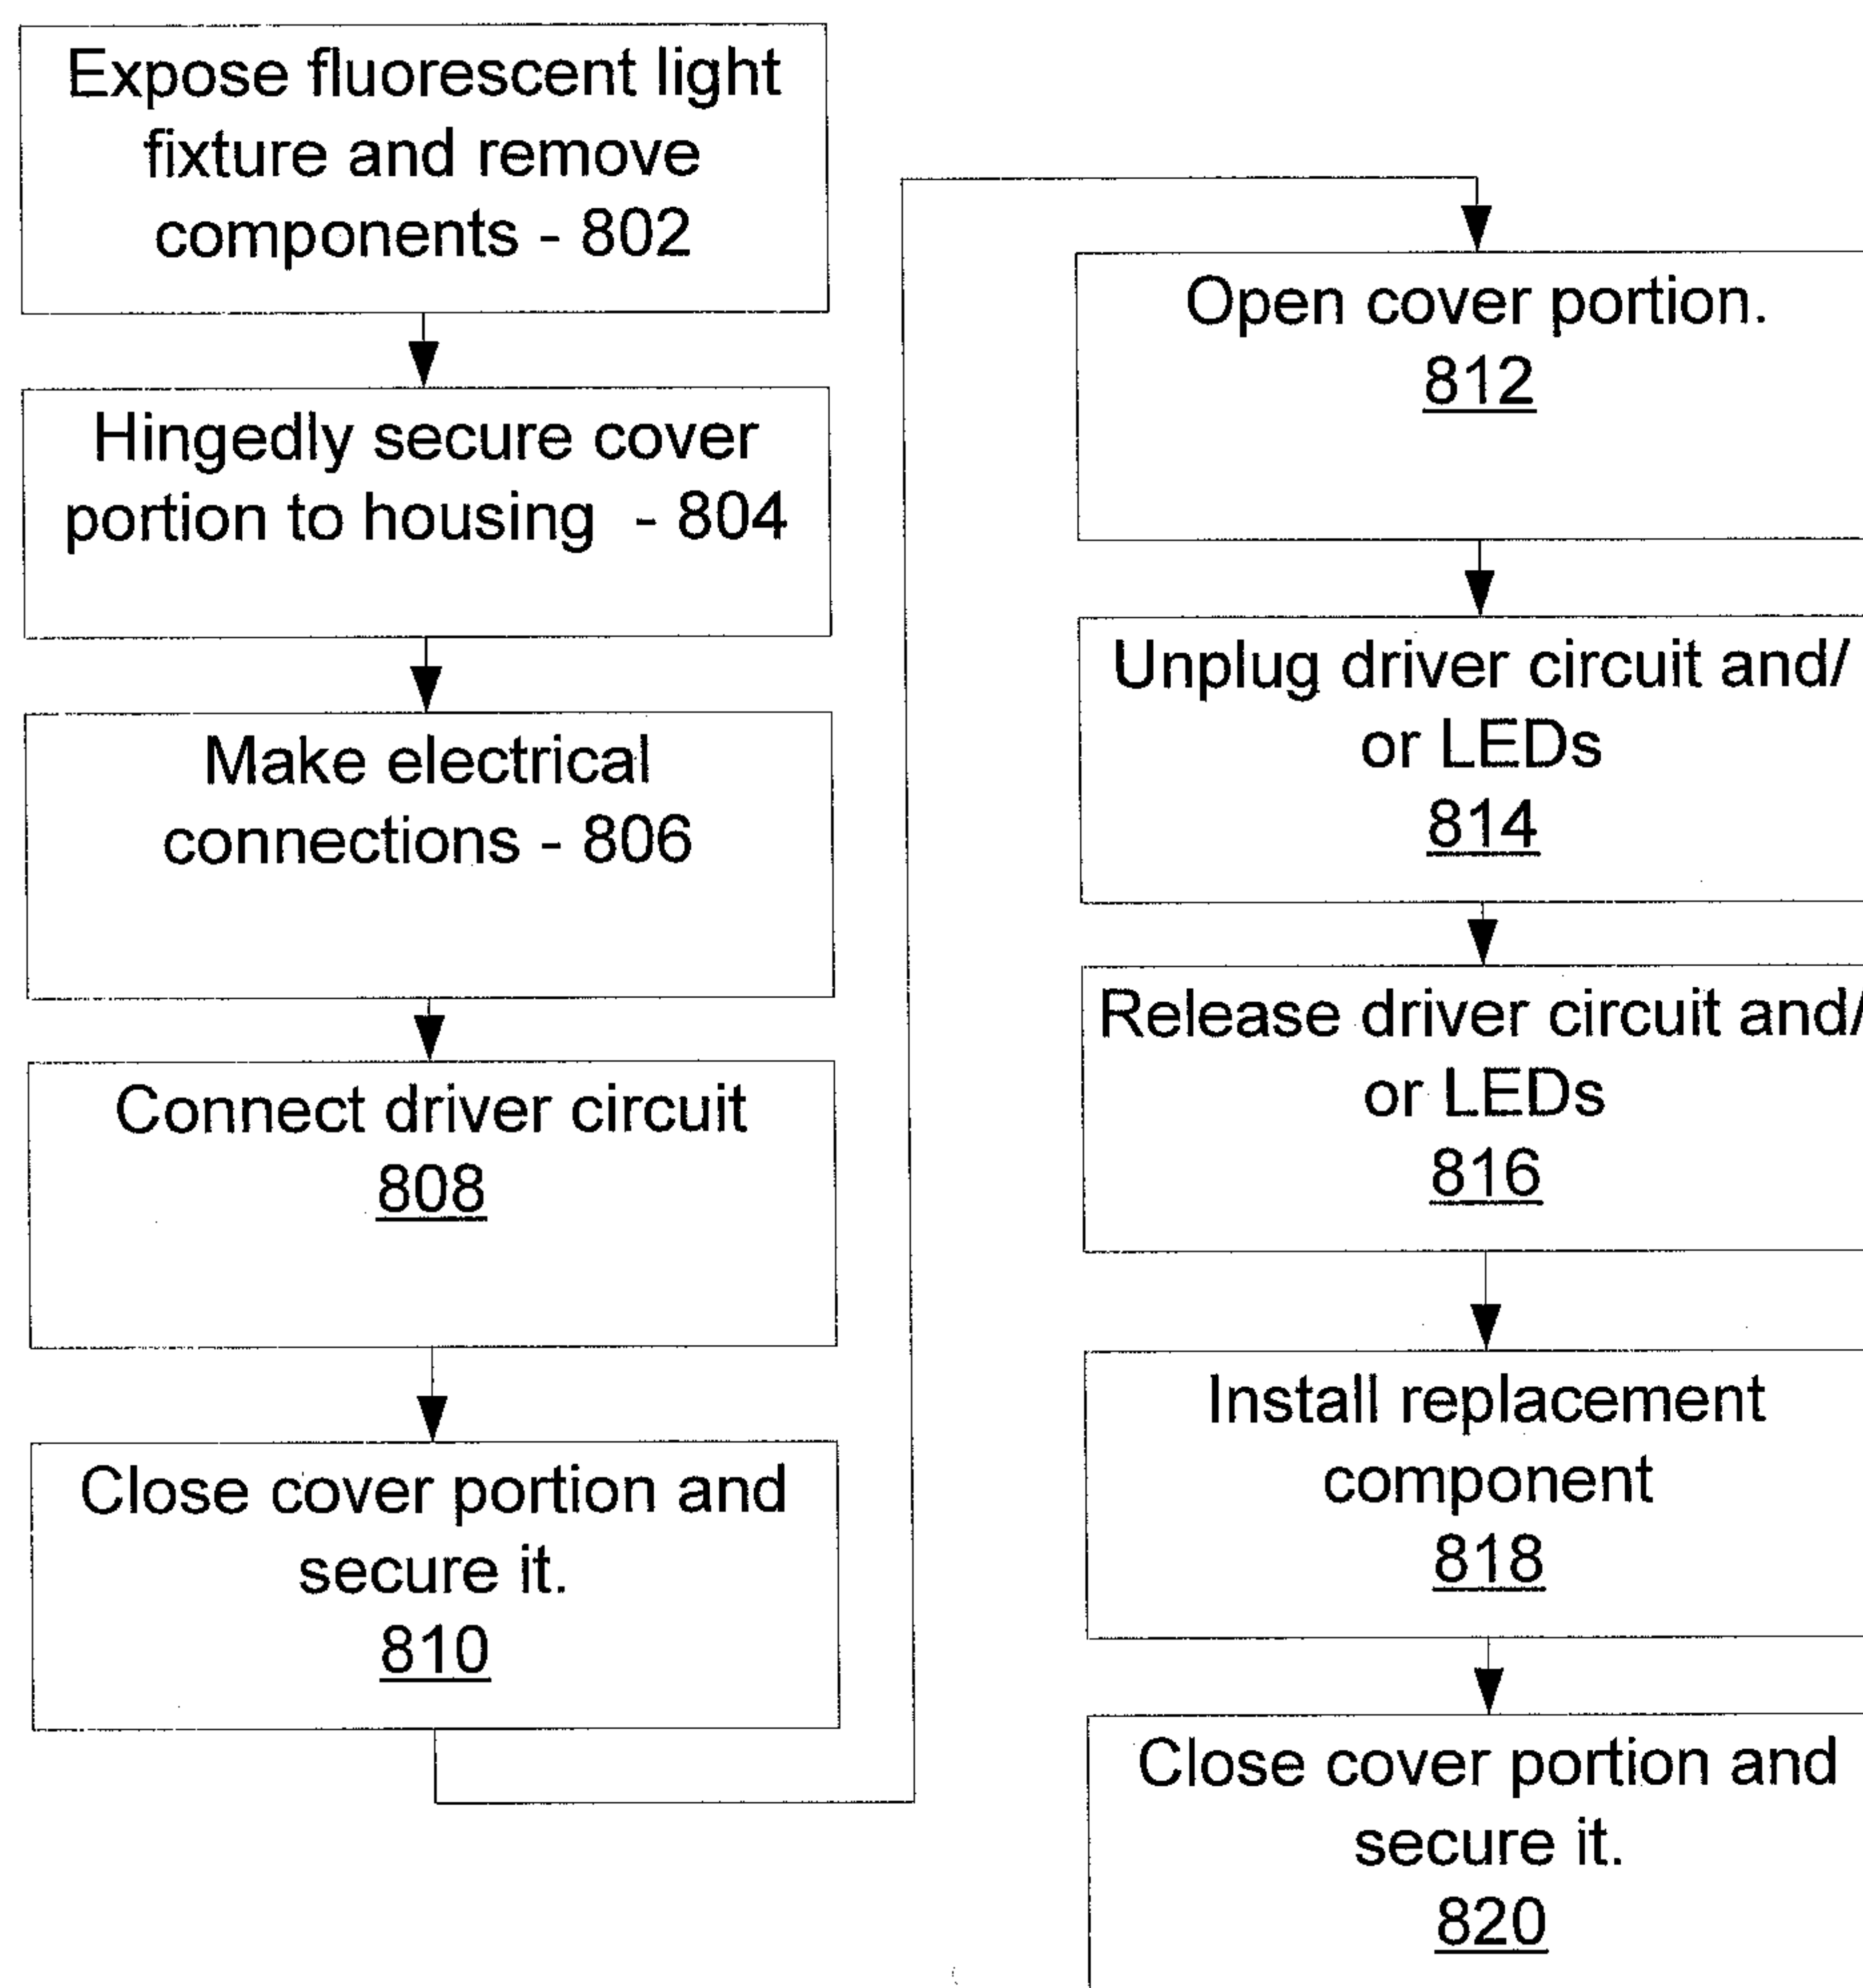 Expose fluorescent light
fixture and remove
components - 802
Hingedly secure cover
portion to housing  - 804
Make electrical
connections - 806
Connect driver circuit
808
Close cover portion and
secure it.
810
Open cover portion.
812
Unplug driver circuit and/
or LEDs
814
Release driver circuit and/
or LEDs
816
Install replacement
component
818
Close cover portion and
secure it.
820